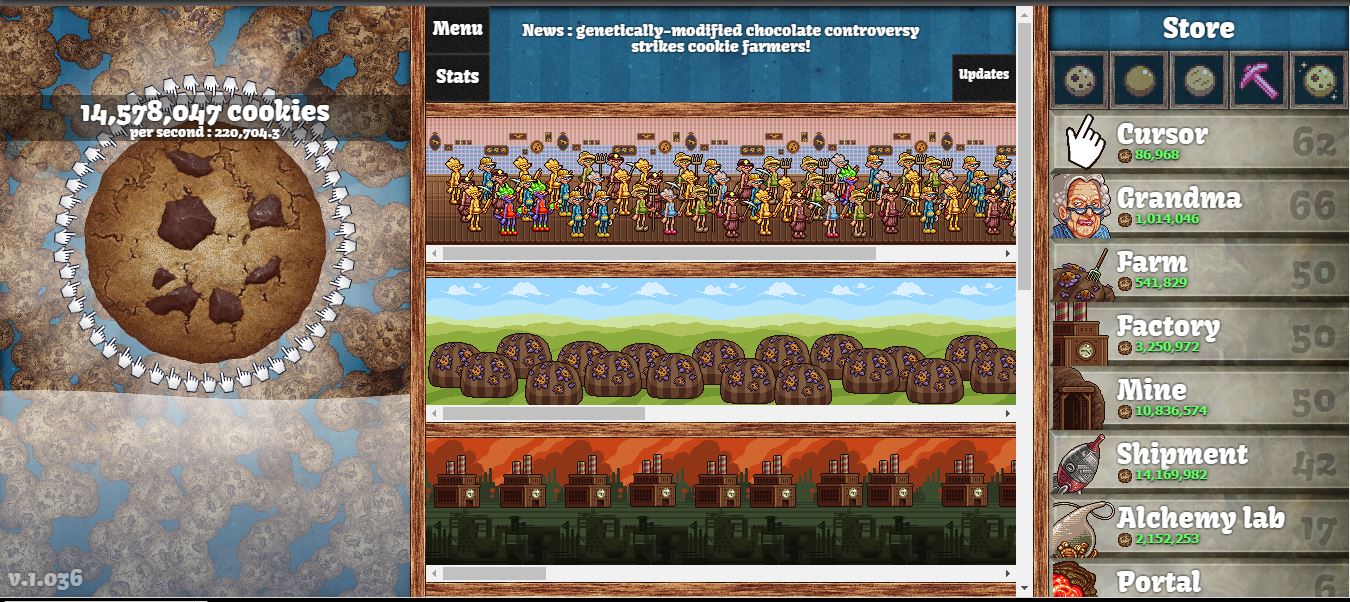 14,578,047 cookies
per second : 220,704.3
v.1.036
Menu
Stats
News : genetically-modified chocolate controversy
strikes cookie farmers!
Updates
Store
Cursor
86,968
62
Grandma
1,014,046
66
Farm
541,829
50
Factory
3,250,972
50
Mine
10,836,574
50
Shipment
14,169,982
42
Alchemy lab
2,152,253
17
Portal
6